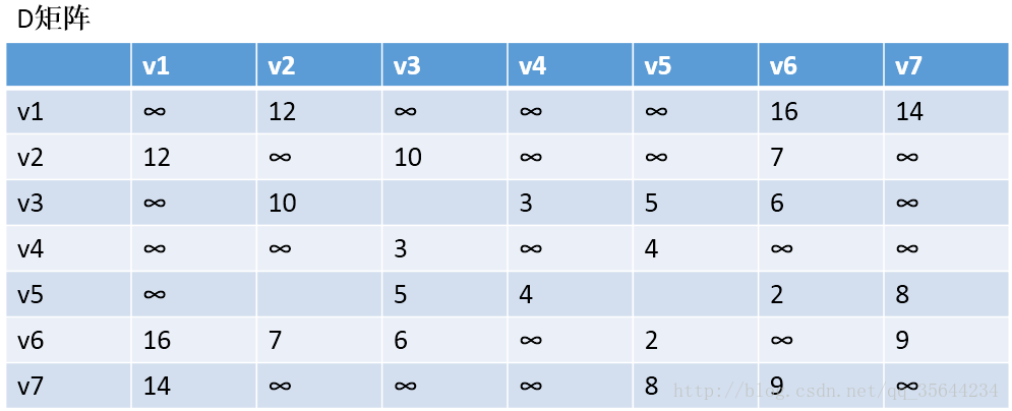 D矩阵
v1 v2 v3 v4 v5 v6 v7
v1 ∞ 12 ∞ ∞ ∞ 16 14
v2 12 ∞ 10 ∞ ∞ 7 ∞
v3 ∞ 10 3 5 6 ∞
v4 ∞ ∞ 3 ∞ 4 ∞ ∞
v5 ∞ 5 4 2 8
v6 16 7 6 ∞ 2 ∞ 9
v7 14 ∞ ∞ ∞ 8 9 ∞
http://blog.csdn.net/qq_35644234